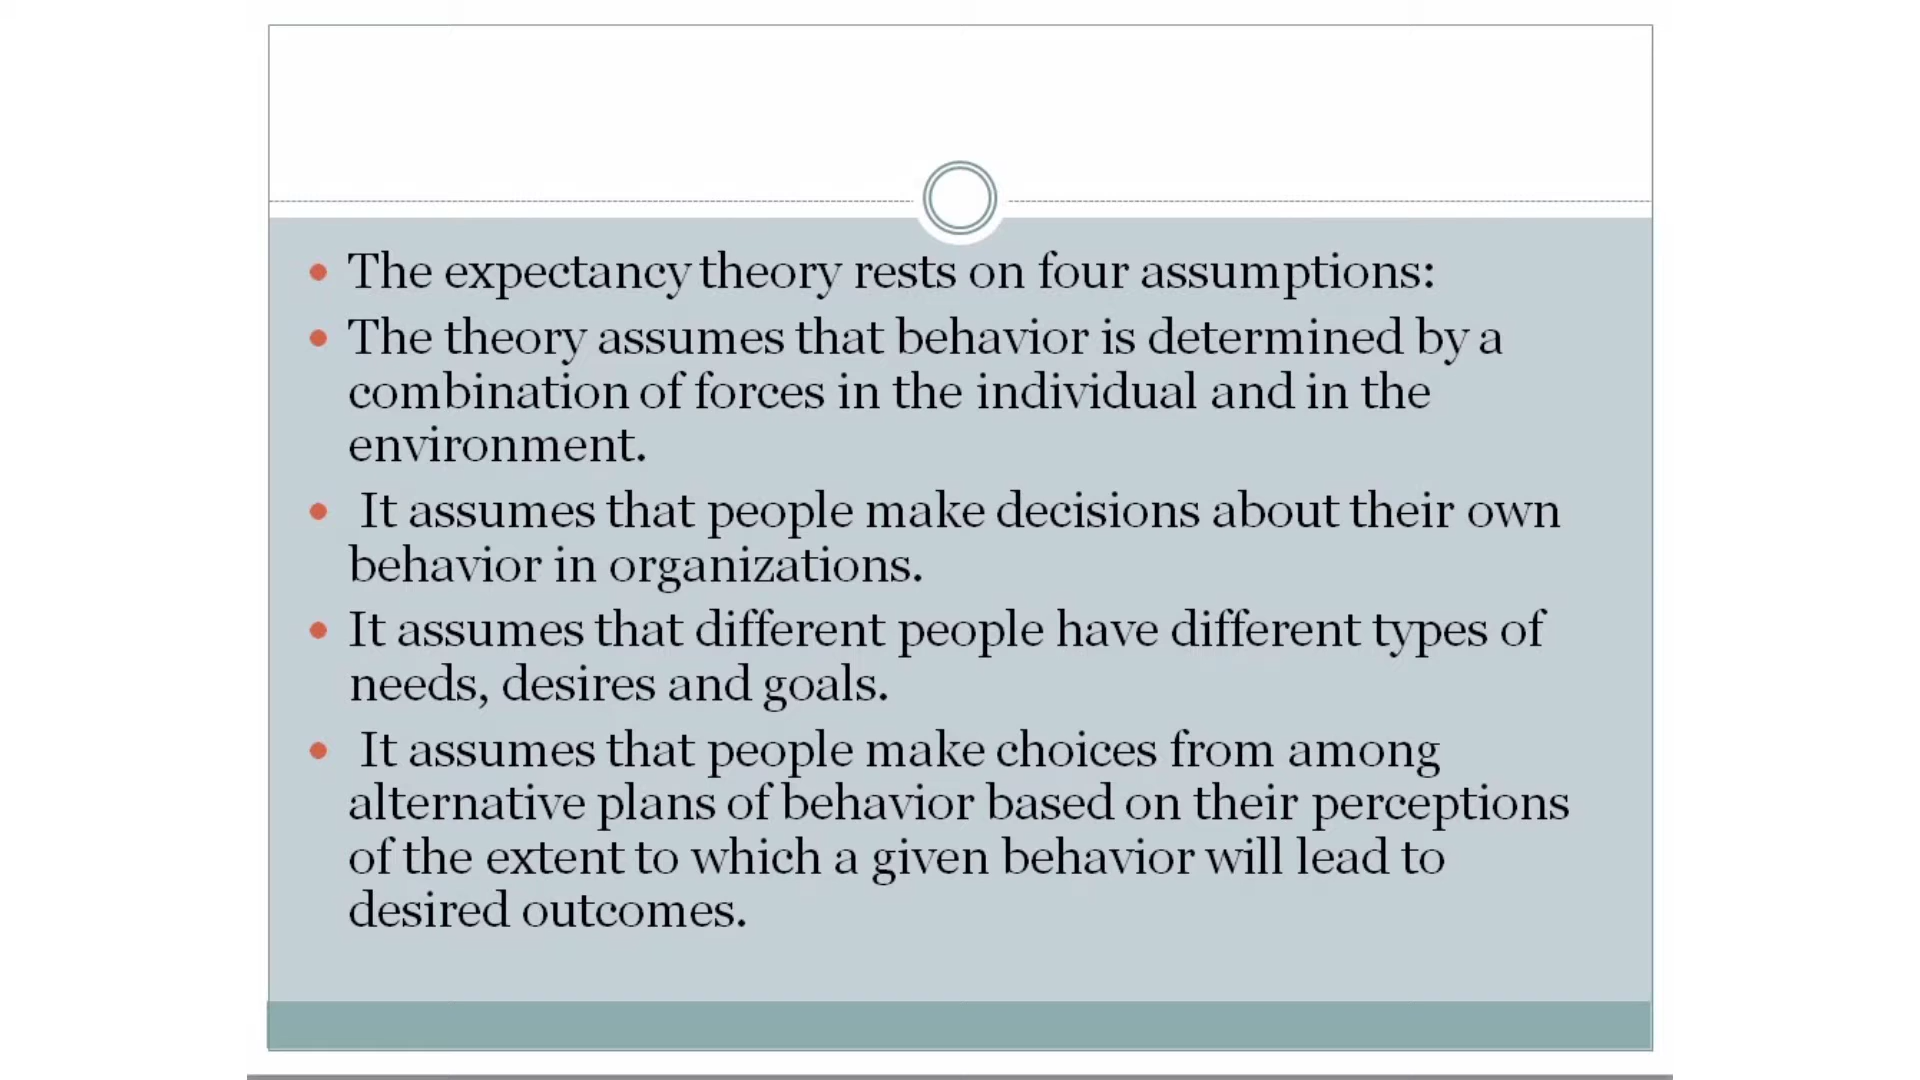 The expectancy theory rests on four assumptions:
The theory assumes that behavior is determined by a
combination of forces in the individual and in the
environment.
It assumes that people make decisions about their own
behavior in organizations.
It assumes that different people have different types of
needs, desires and goals.
It assumes that people make choices from among
alternative plans of behavior based on their perceptions
of the extent to which a given behavior will lead to
desired outcomes.